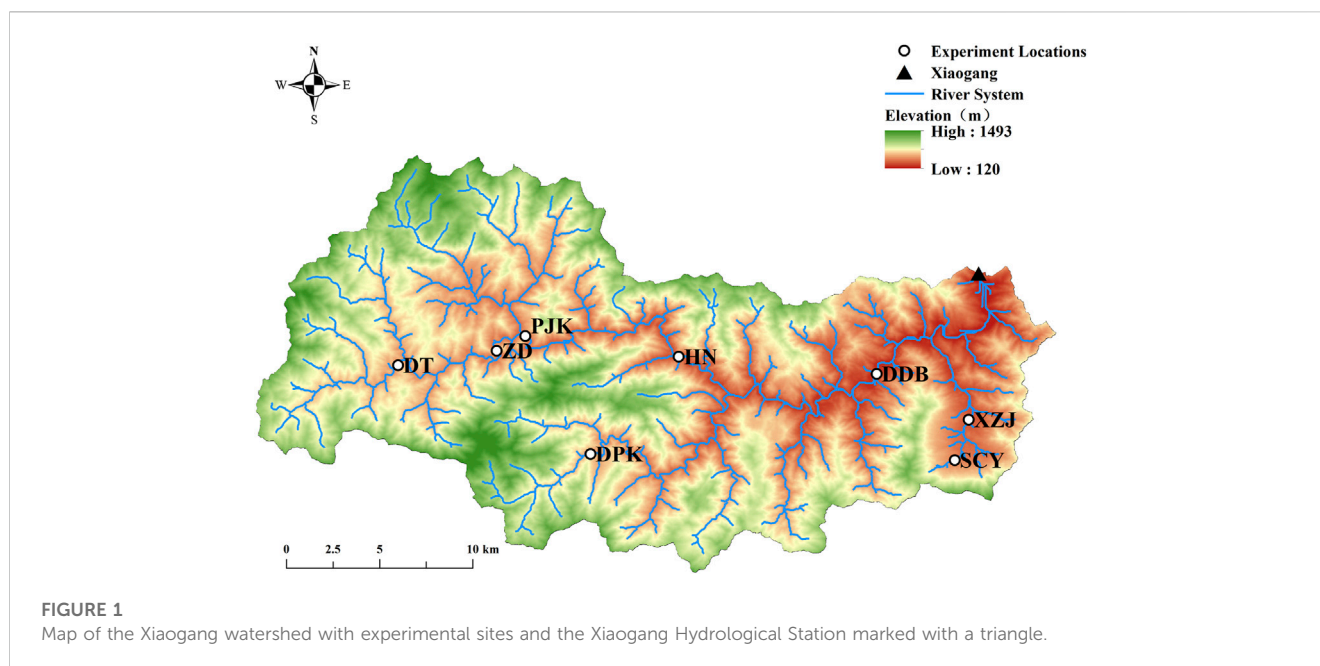 N
W E
S
Experiment Locations
Xiaogang
River System
Elevation（m）
High : 1493
Low : 120
PJK
ZD
DT
HN
DDB
XZJ
DPK
SCY
0 2.5 5 10 km
FIGURE 1
Map of the Xiaogang watershed with experimental sites and the Xiaogang Hydrological Station marked with a triangle.